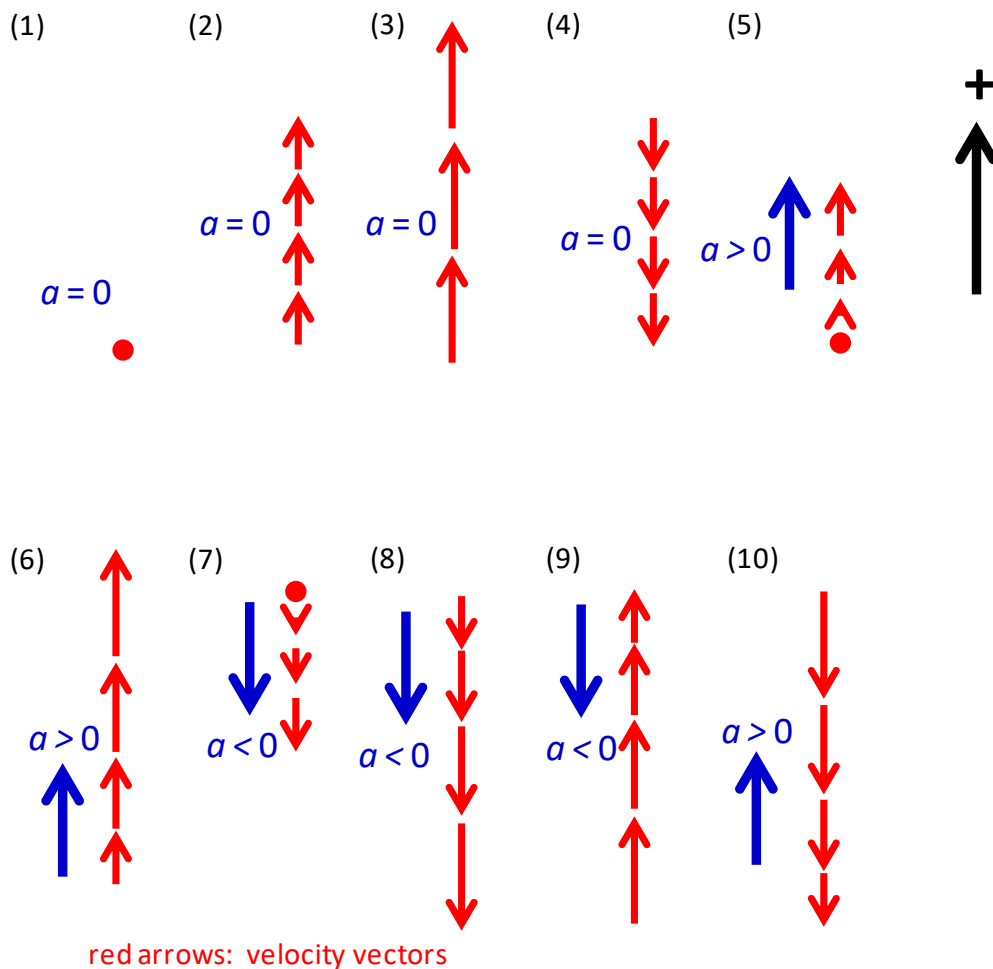 (1) (2) (3) (4) (5)
+
a = 0 a = 0 a = 0 a > 0
a = 0
(6) (7) (8) (9) (10)
a > 0 a < 0 a < 0 a < 0 a > 0
red arrows: velocity vectors